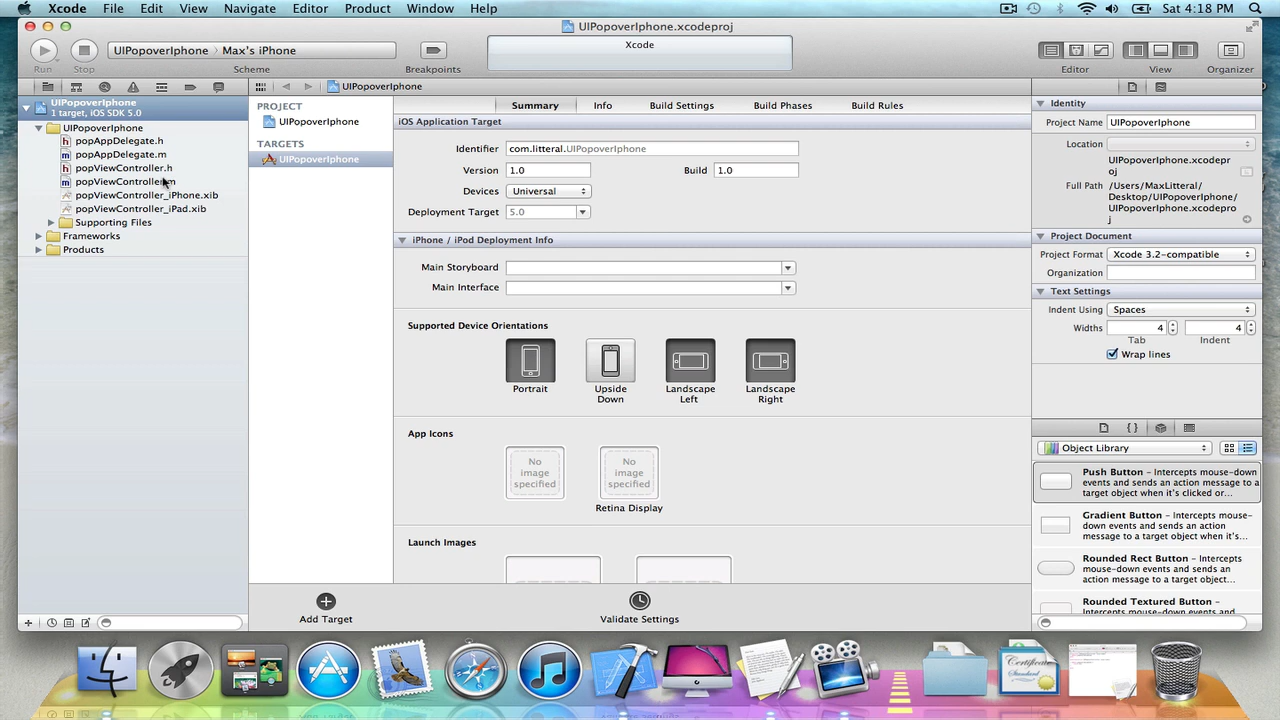 Xcode File Edit View Navigate Editor Product Window Help
Sat 4:18 PM
UIPopoverIphone.xcodeproj
UIPopoverIphone
Max's iPhone
Xcode
Run
Stop
Scheme
Breakpoints
Editor
View
Organizer
UIPopoverIphone
UIPopoverIphone
1 target, iOS SDK 5.0
UIPopoverIphone
popAppDelegate.h
popAppDelegate.m
popViewController.h
popViewController.m
popViewController_iPhone.xib
popViewController_iPad.xib
Supporting Files
Frameworks
Products
PROJECT
UIPopoverIphone
TARGETS
UIPopoverIphone
Summary Info Build Settings Build Phases Build Rules
iOS Application Target
Identifier com.litteral.UIPopoverIphone
Version 1.0 Build 1.0
Devices Universal
Deployment Target 5.0
iPhone / iPod Deployment Info
Main Storyboard
Main Interface
Supported Device Orientations
Portrait
Upside Down
Landscape Left
Landscape Right
App Icons
No image specified
No image specified
Retina Display
Launch Images
Add Target
Validate Settings
Identity
Project Name UIPopoverIphone
Location
UIPopoverIphone.xcodepr
oj
Full Path /Users/MaxLitteral/
Desktop/UIPopoverIphone/
UIPopoverIphone.xcodepro
j
Project Document
Project Format Xcode 3.2-compatible
Organization
Text Settings
Indent Using Spaces
Widths 4 4
Tab Indent
Wrap lines
Object Library
Push Button - Intercepts mouse-down
events and sends an action message to a
target object when it's clicked or...
Gradient Button - Intercepts mouse-
down events and sends an action
message to a target object when it's...
Rounded Rect Button - Intercepts
mouse-down events and sends an
action message to a target object...
Rounded Textured Button -